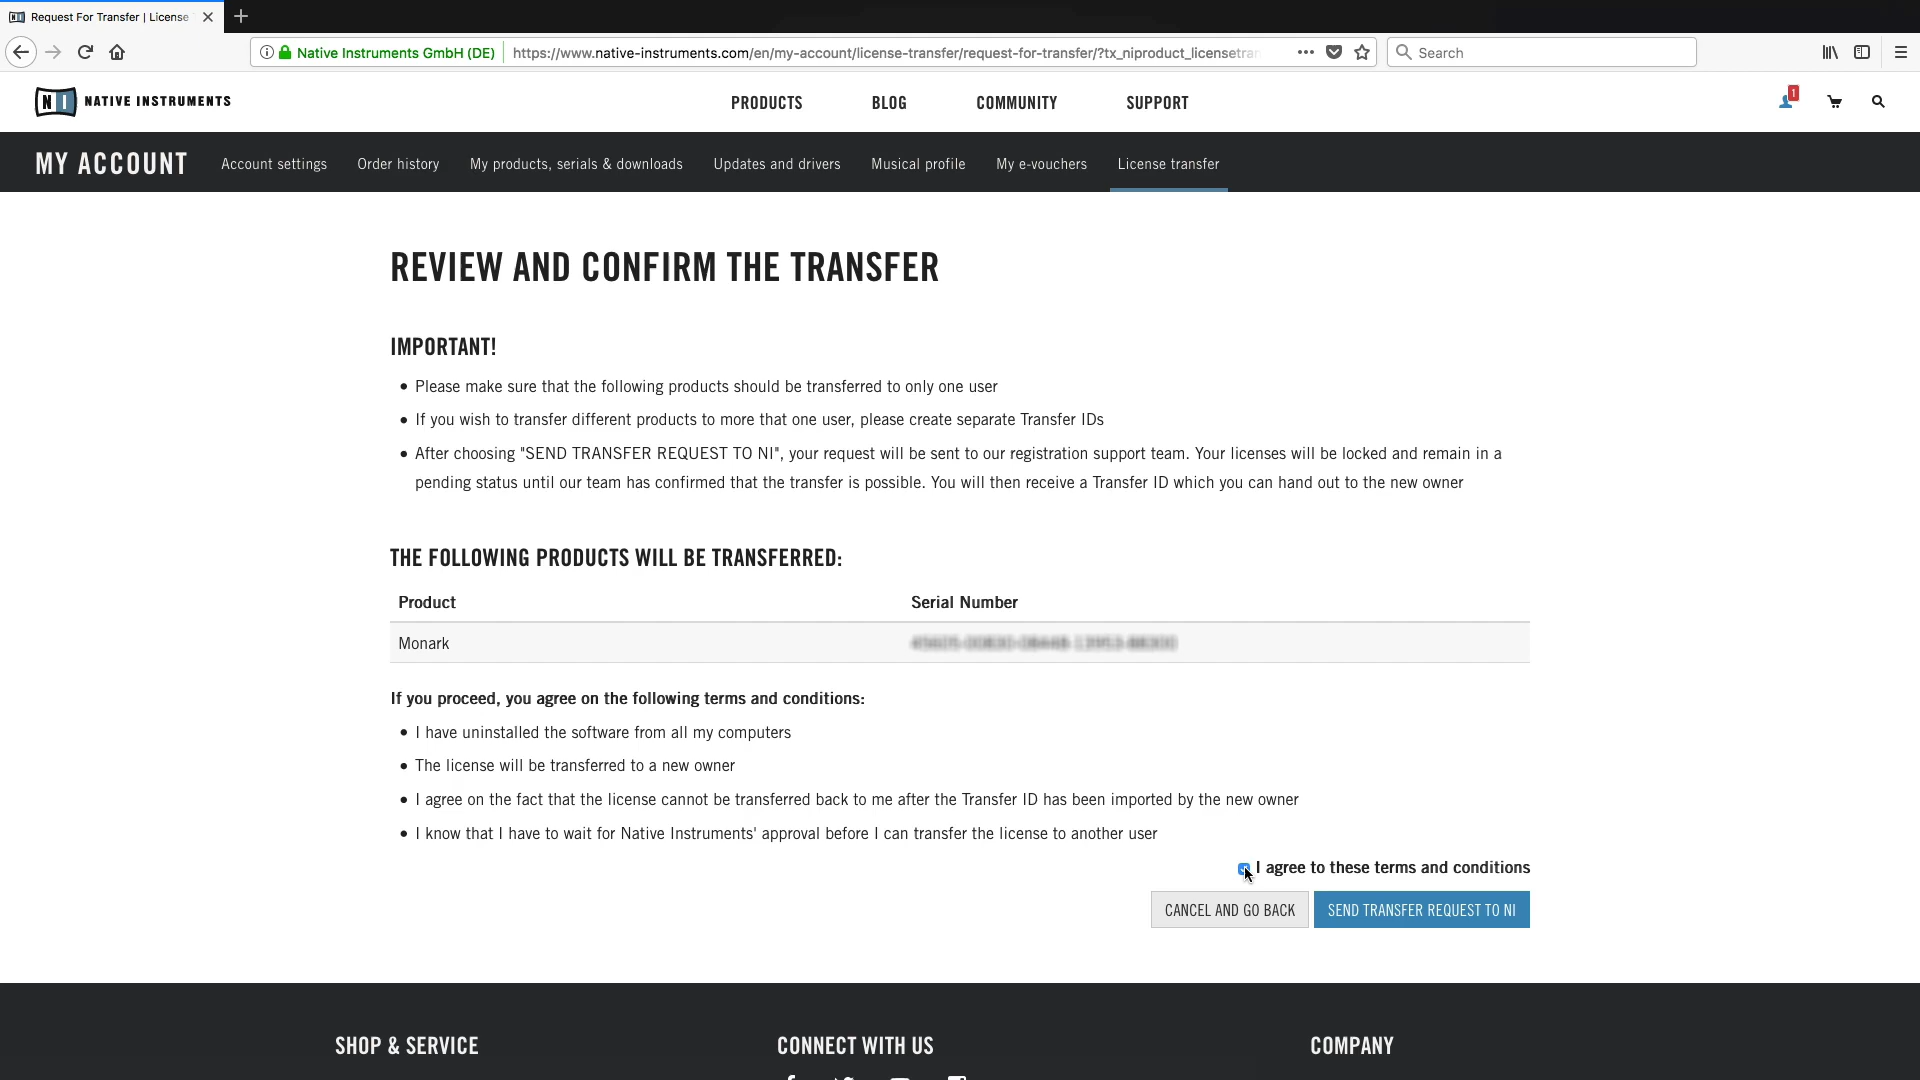 Request For Transfer | License
Native Instruments GmbH (DE)
https://www.native-instruments.com/en/my-account/license-transfer/request-for-transfer/?tx_niproduct_licensetran
Search
NI NATIVE INSTRUMENTS
PRODUCTS
BLOG
COMMUNITY
SUPPORT
1
MY ACCOUNT
Account settings
Order history
My products, serials & downloads
Updates and drivers
Musical profile
My e-vouchers
License transfer
REVIEW AND CONFIRM THE TRANSFER
IMPORTANT!
• Please make sure that the following products should be transferred to only one user
• If you wish to transfer different products to more that one user, please create separate Transfer IDs
• After choosing "SEND TRANSFER REQUEST TO NI", your request will be sent to our registration support team. Your licenses will be locked and remain in a
pending status until our team has confirmed that the transfer is possible. You will then receive a Transfer ID which you can hand out to the new owner
THE FOLLOWING PRODUCTS WILL BE TRANSFERRED:
Product
Serial Number
Monark
If you proceed, you agree on the following terms and conditions:
• I have uninstalled the software from all my computers
• The license will be transferred to a new owner
• I agree on the fact that the license cannot be transferred back to me after the Transfer ID has been imported by the new owner
• I know that I have to wait for Native Instruments' approval before I can transfer the license to another user
I agree to these terms and conditions
CANCEL AND GO BACK
SEND TRANSFER REQUEST TO NI
SHOP & SERVICE
CONNECT WITH US
COMPANY